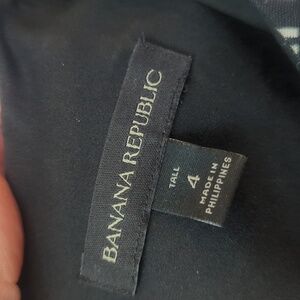 BANANA REPUBLIC
TALL
4
MADE IN
PHILIPPINES